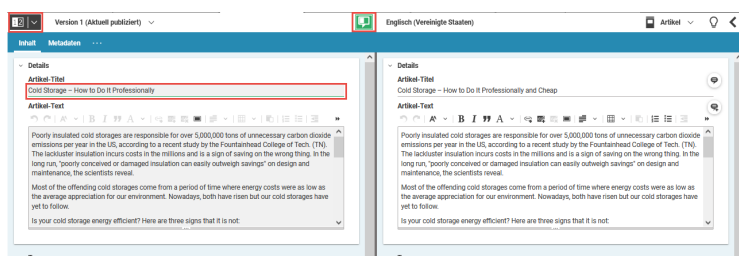 Version 1 (Aktuell publiziert)
Englisch (Vereinigte Staaten)
Artikel
Inhalt Metadaten ···
Details
Artikel-Titel
Cold Storage – How to Do It Professionally
Artikel-Text
Poorly insulated cold storages are responsible for over 5,000,000 tons of unnecessary carbon dioxide
emissions per year in the US, according to a recent study by the Fountainhead College of Tech. (TN).
The lackluster insulation incurs costs in the millions and is a sign of saving on the wrong thing. In the
long run, "poorly conceived or damaged insulation can easily outweigh savings" on design and
maintenance, the scientists reveal.
Most of the offending cold storages come from a period of time where energy costs were as low as
the average appreciation for our environment. Nowadays, both have risen but our cold storages have
yet to follow.
Is your cold storage energy efficient? Here are three signs that it is not:
Details
Artikel-Titel
Cold Storage – How to Do It Professionally and Cheap
Artikel-Text
Poorly insulated cold storages are responsible for over 5,000,000 tons of unnecessary carbon dioxide
emissions per year in the US, according to a recent study by the Fountainhead College of Tech. (TN).
The lackluster insulation incurs costs in the millions and is a sign of saving on the wrong thing. In the
long run, "poorly conceived or damaged insulation can easily outweigh savings" on design and
maintenance, the scientists reveal.
Most of the offending cold storages come from a period of time where energy costs were as low as
the average appreciation for our environment. Nowadays, both have risen but our cold storages have
yet to follow.
Is your cold storage energy efficient? Here are three signs that it is not: